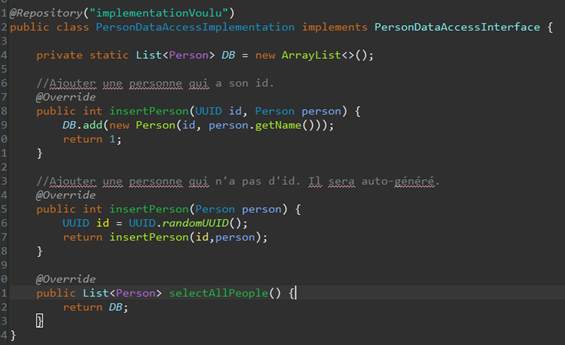 1 @Repository("implementationVoulu")
2 public class PersonDataAccessImplementation implements PersonDataAccessInterface {
3
4 private static List<Person> DB = new ArrayList<>();
5
6 //Ajouter une personne qui a son id.
7 @Override
8 public int insertPerson(UUID id, Person person) {
9 DB.add(new Person(id, person.getName()));
0 return 1;
1 }
2
3 //Ajouter une personne qui n'a pas d'id. Il sera auto-généré.
4 @Override
5 public int insertPerson(Person person) {
6 UUID id = UUID.randomUUID();
7 return insertPerson(id,person);
8 }
9
0 @Override
1 public List<Person> selectAllPeople() {
2 return DB;
3 }
4 }